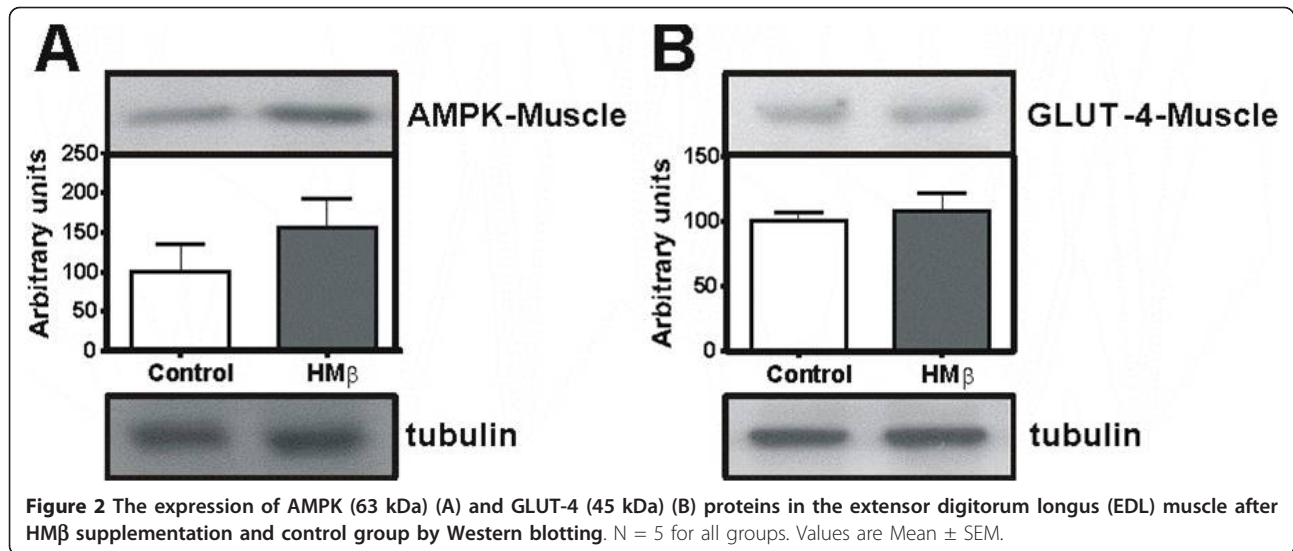 A
AMPK-Muscle
250
200
150
100
50
0
Arbitrary units
Control HMβ
tubulin
B
GLUT-4-Muscle
150
100
50
0
Arbitrary units
Control HMβ
tubulin
Figure 2 The expression of AMPK (63 kDa) (A) and GLUT-4 (45 kDa) (B) proteins in the extensor digitorum longus (EDL) muscle after
HMβ supplementation and control group by Western blotting. N = 5 for all groups. Values are Mean ± SEM.